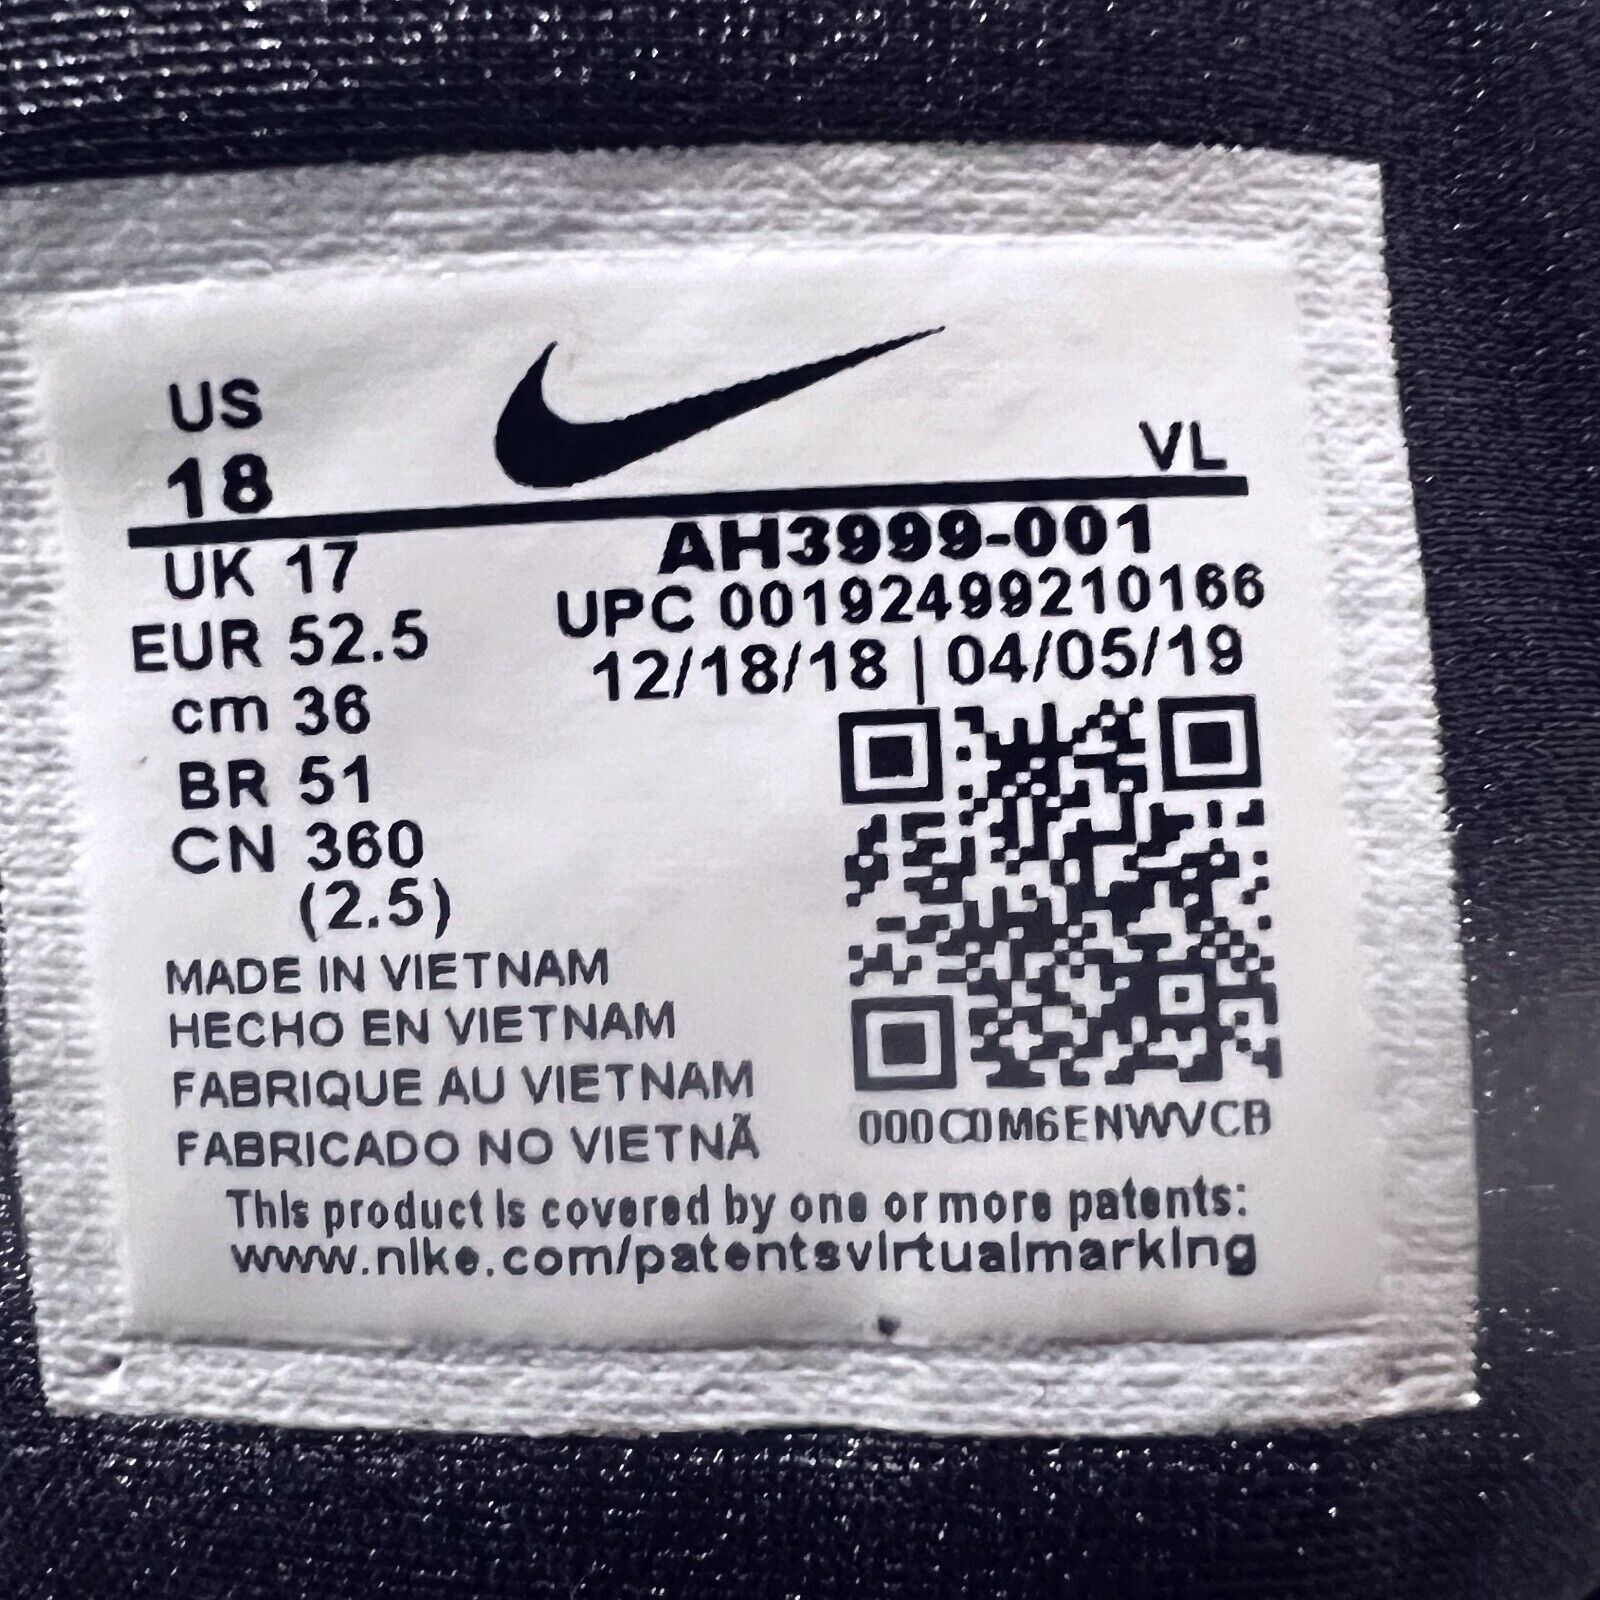 US
18
VL
UK 17
AH3999-001
EUR 52.5
UPC 00192499210166
cm 36
12/18/18 | 04/05/19
BR 51
CN 360
(2.5)
MADE IN VIETNAM
HECHO EN VIETNAM
FABRIQUE AU VIETNAM
FABRICADO NO VIETNÃ
000C0M6ENWVCB
This product is covered by one or more patents:
www.nike.com/patentsvirtualmarking